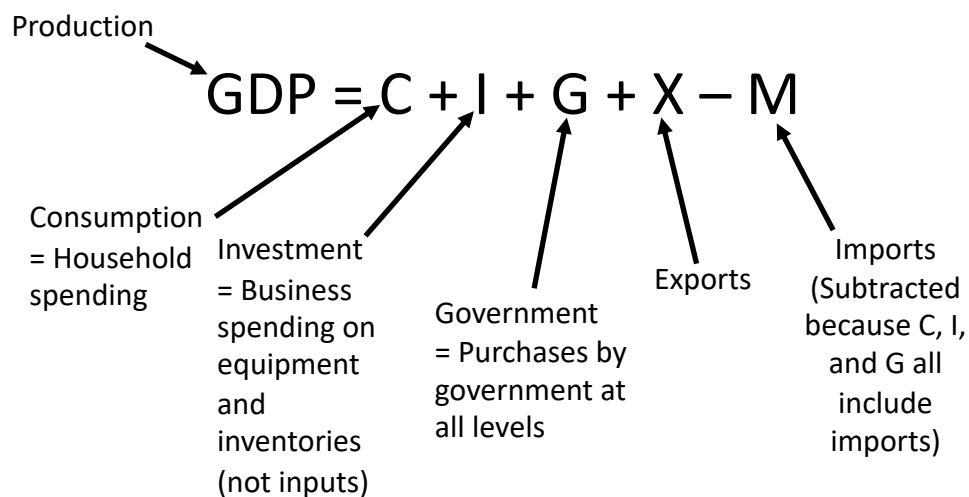 Production
GDP = C + I + G + X – M
Consumption
= Household
spending
Investment
= Business
spending on
equipment
and
inventories
(not inputs)
Government
= Purchases by
government at
all levels
Exports
Imports
(Subtracted
because C, I,
and G all
include
imports)